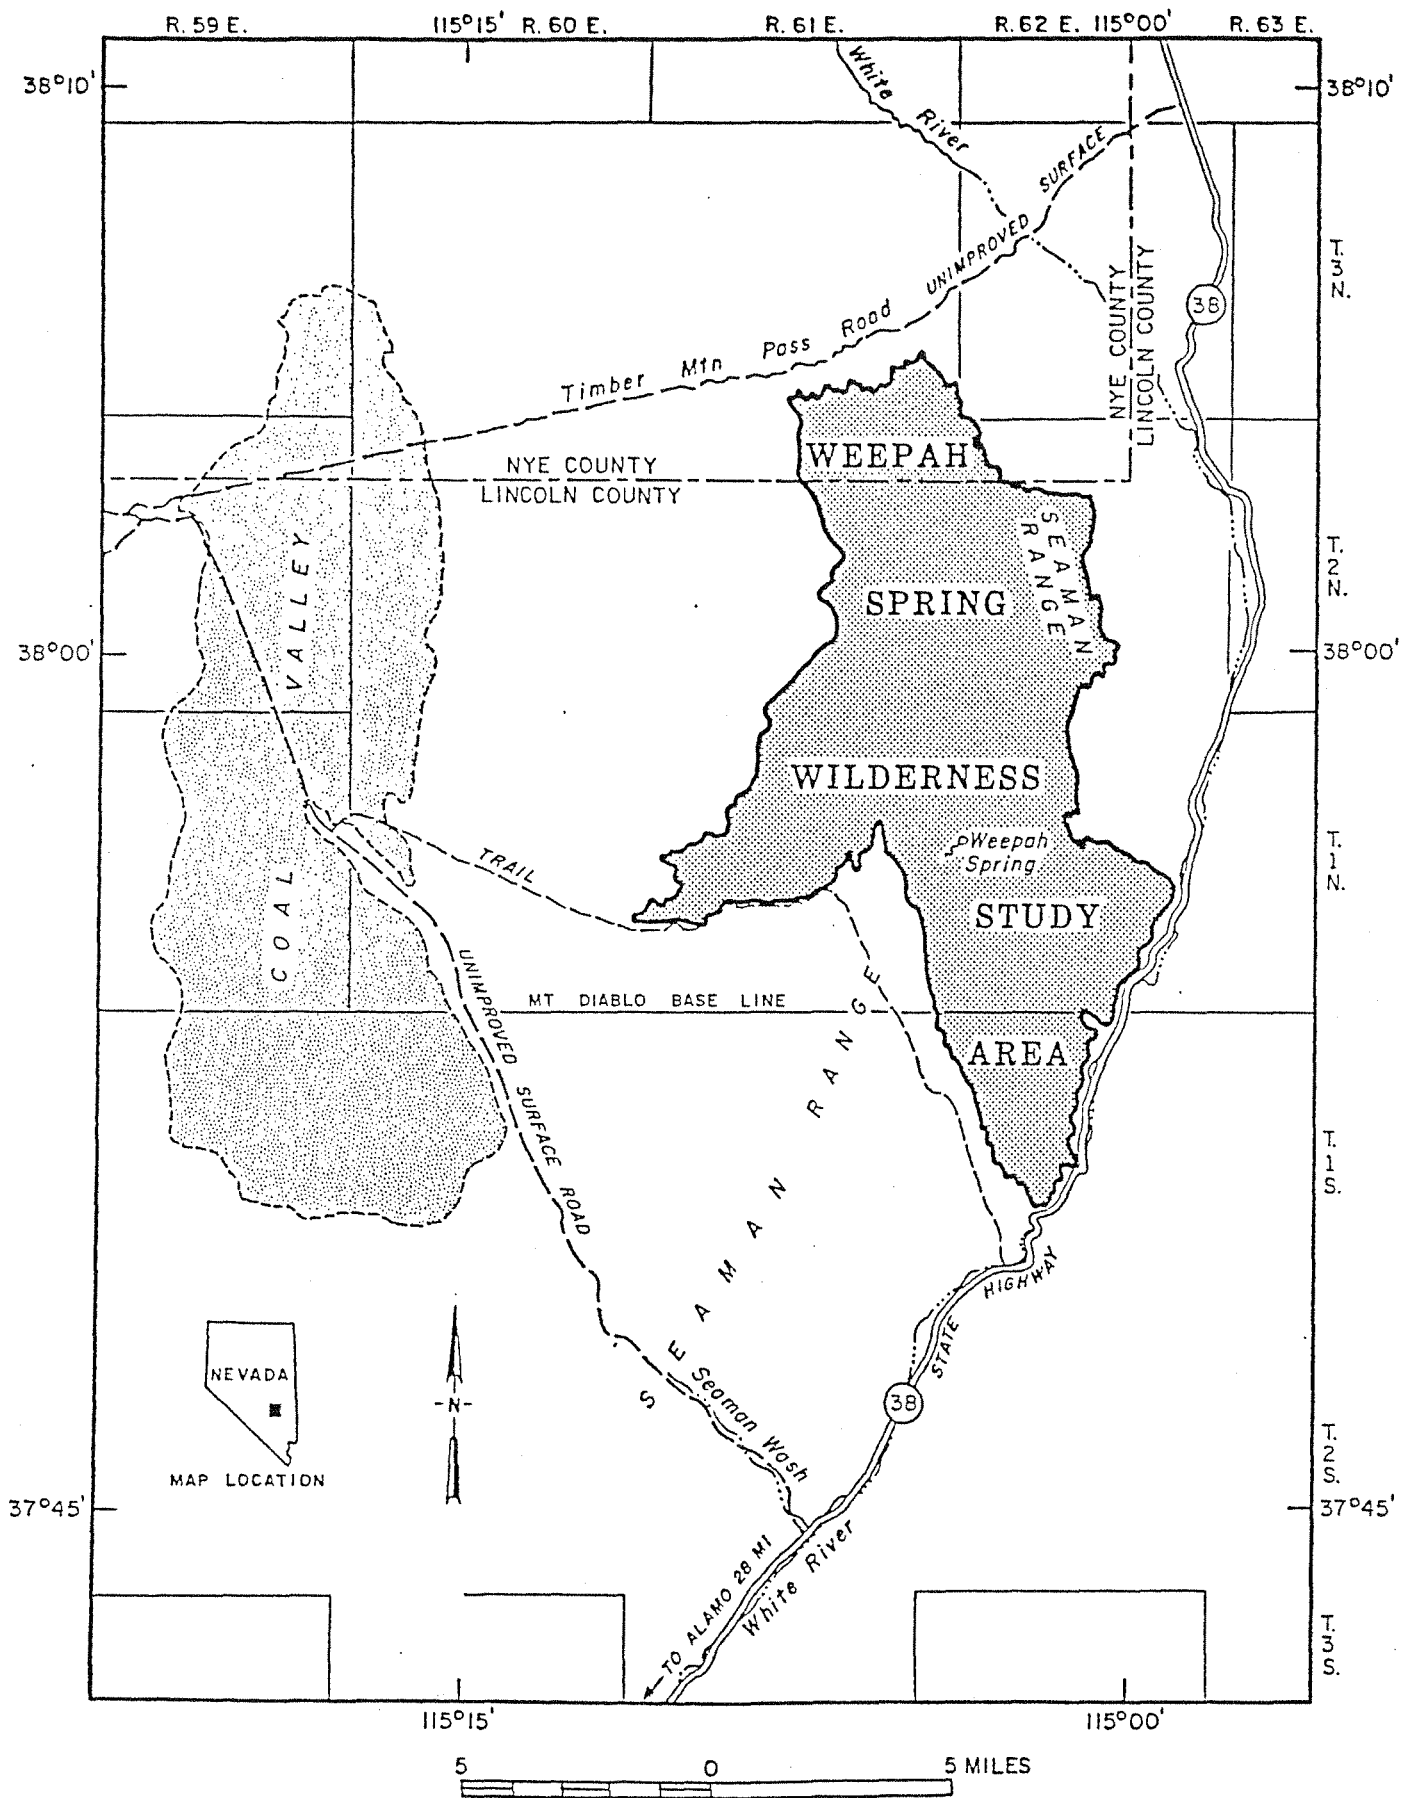 R. 59 E. 115°15' R. 60 E. R. 61 E. R. 62 E. 115°00' R. 63 E.
38°10' 38°10'
White River
UNIMPROVED SURFACE
T. 3 N.
38
NYE COUNTY
LINCOLN COUNTY
Timber Mtn Pass Road
WEEPAH
NYE COUNTY
LINCOLN COUNTY
SEAMAN
RANGE
T. 2 N.
COAL VALLEY
SPRING
38°00' 38°00'
WILDERNESS
Weepah
Spring
T. 1 N.
TRAIL
STUDY
UNIMPROVED SURFACE ROAD
MT DIABLO BASE LINE
AREA
SEAMAN RANGE
T. 1 S.
STATE HIGHWAY
38
NEVADA
MAP LOCATION
-N-
Seaman Wash
T. 2 S.
37°45' 37°45'
TO ALAMO 28 MI
White River
T. 3 S.
115°15' 115°00'
5 0 5 MILES